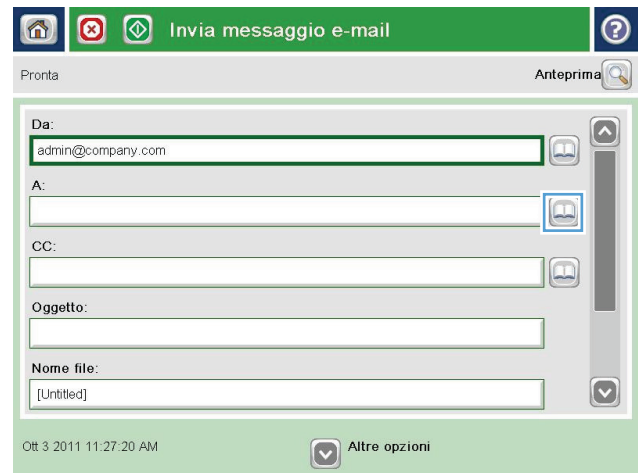 Invia messaggio e-mail
Pronta Anteprima
Da:
admin@company.com
A:
CC:
Oggetto:
Nome file:
[Untitled]
Ott 3 2011 11:27:20 AM Altre opzioni